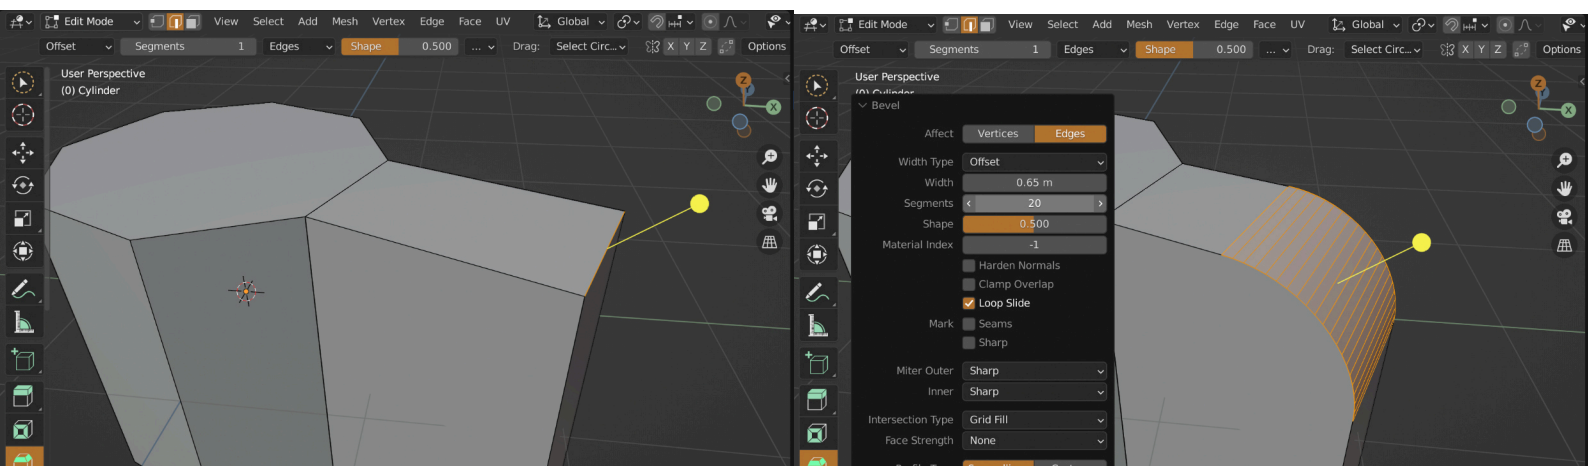 Edit Mode View Select Add Mesh Vertex Edge Face UV Global
Offset Segments 1 Edges Shape 0.500 ... Drag: Select Circ... X Y Z Options
User Perspective
(0) Cylinder
Z
X
Edit Mode View Select Add Mesh Vertex Edge Face UV Global
Offset Segments 1 Edges Shape 0.500 ... Drag: Select Circ... X Y Z Options
User Perspective
(0) Cylinder
Z
X
Bevel
Affect Vertices Edges
Width Type Offset
Width 0.65 m
Segments 20
Shape 0.500
Material Index -1
Harden Normals
Clamp Overlap
Loop Slide
Mark Seams
Sharp
Miter Outer Sharp
Inner Sharp
Intersection Type Grid Fill
Face Strength None